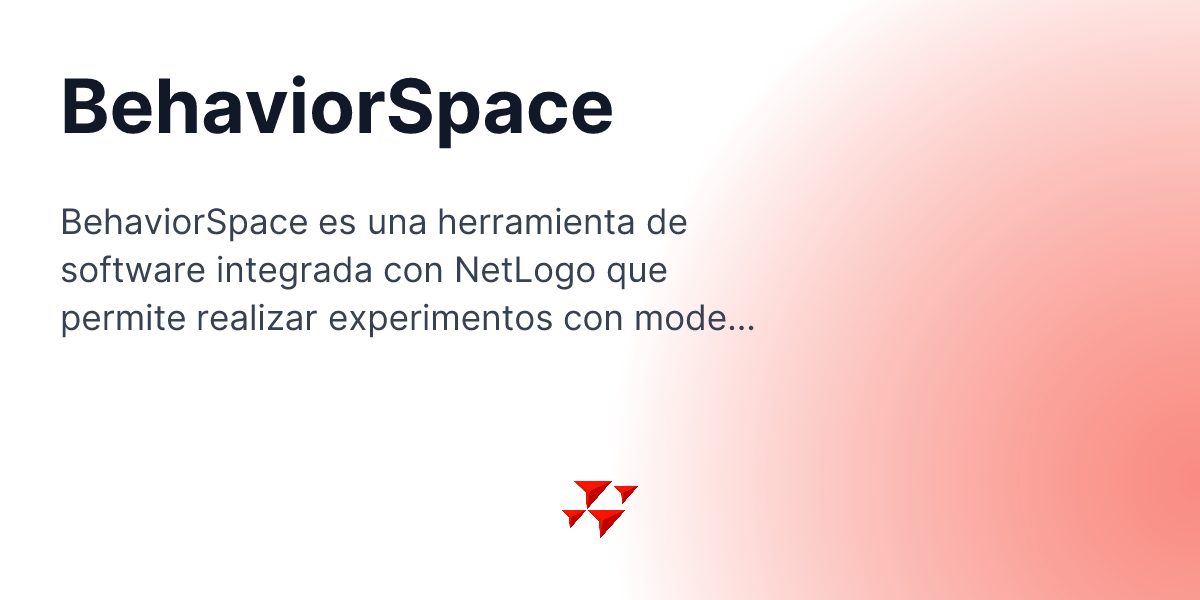 BehaviorSpace
BehaviorSpace es una herramienta de
software integrada con NetLogo que
permite realizar experimentos con mode...